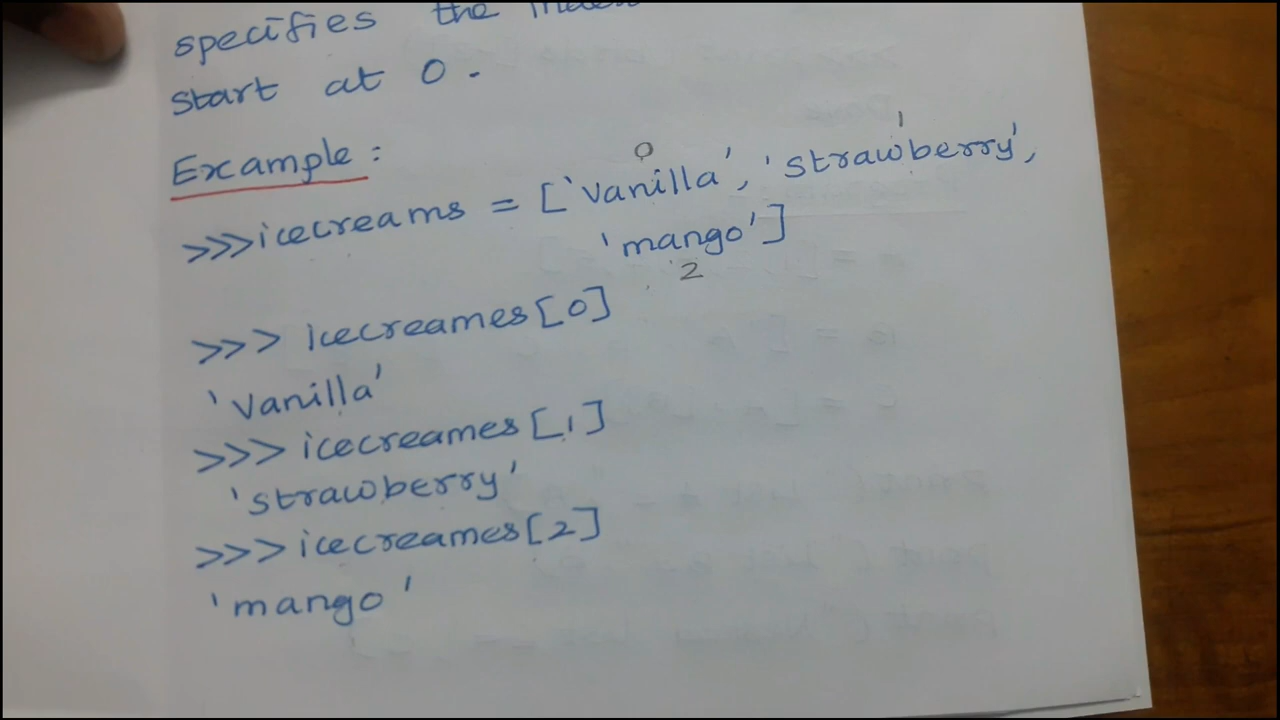 specifies the
start at 0.
Example:
0 1
>>>icecreams = ['Vanilla', 'strawberry',
'mango']
2
>>> icecreames[0]
'Vanilla'
>>> icecreames[1]
'strawberry'
>>> icecreames[2]
'mango'